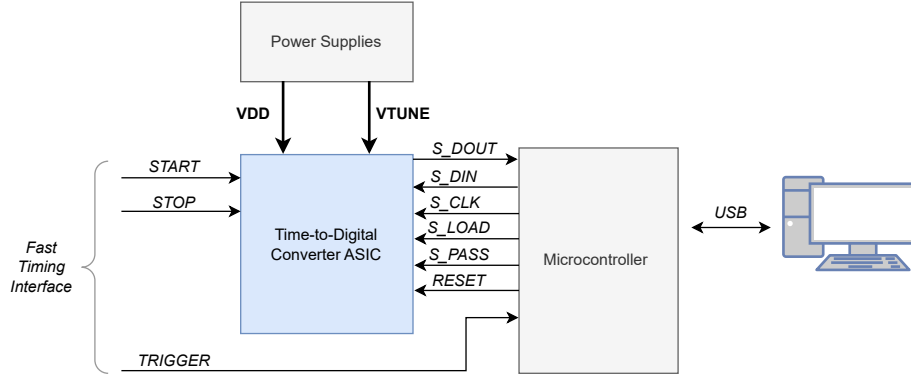 Power Supplies
VDD
VTUNE
START
STOP
Fast
Timing
Interface
Time-to-Digital
Converter ASIC
S_DOUT
S_DIN
S_CLK
S_LOAD
S_PASS
RESET
Microcontroller
USB
TRIGGER